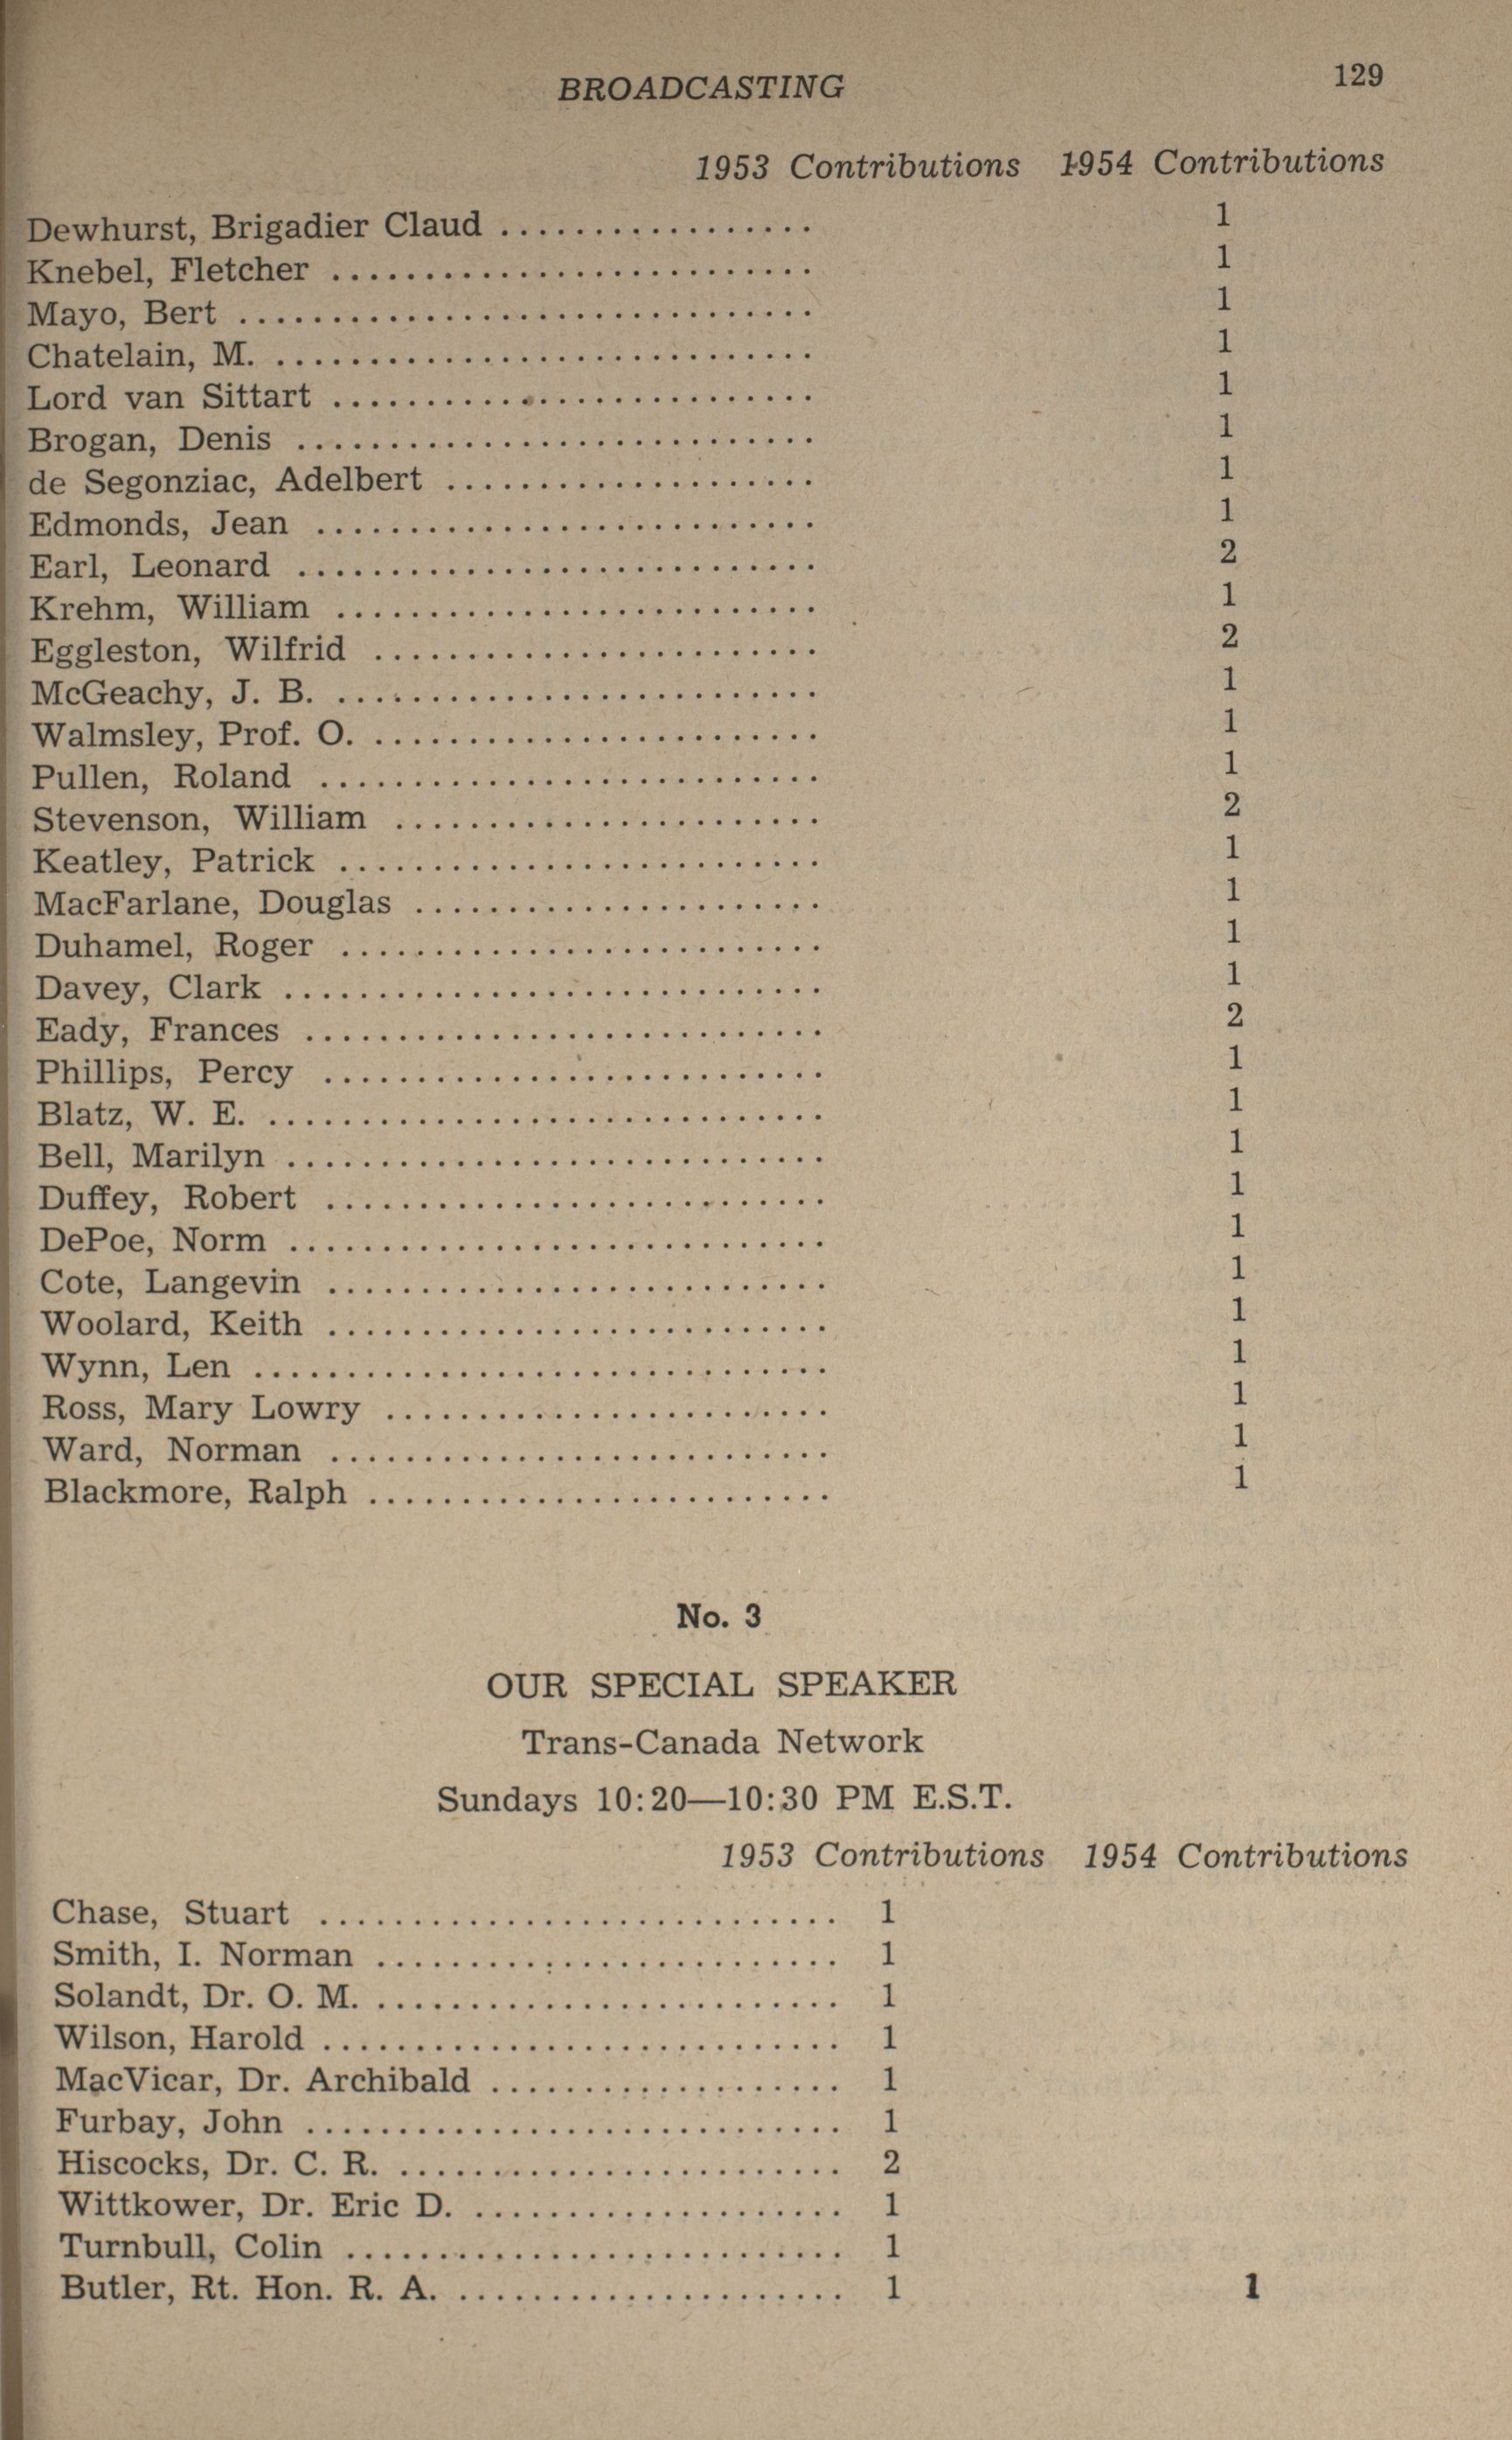 BROADCASTING 129
1953 Contributions 1954 Contributions
Dewhurst, Brigadier Claud ................. 1
Knebel, Fletcher .......................... 1
Mayo, Bert ............................... 1
Chatelain, M. ............................. 1
Lord van Sittart .......................... 1
Brogan, Denis ............................ 1
de Segonziac, Adelbert .................... 1
Edmonds, Jean ........................... 1
Earl, Leonard ............................ 2
Krehm, William .......................... 1
Eggleston, Wilfrid ........................ 2
McGeachy, J. B. .......................... 1
Walmsley, Prof. O. ........................ 1
Pullen, Roland ........................... 1
Stevenson, William ....................... 2
Keatley, Patrick .......................... 1
MacFarlane, Douglas ...................... 1
Duhamel, Roger .......................... 1
Davey, Clark ............................. 1
Eady, Frances ............................ 2
Phillips, Percy ........................... 1
Blatz, W. E. .............................. 1
Bell, Marilyn ............................. 1
Duffey, Robert ........................... 1
DePoe, Norm ............................. 1
Cote, Langevin ........................... 1
Woolard, Keith ........................... 1
Wynn, Len ............................... 1
Ross, Mary Lowry ........................ 1
Ward, Norman ........................... 1
Blackmore, Ralph ......................... 1
No. 3
OUR SPECIAL SPEAKER
Trans-Canada Network
Sundays 10:20—10:30 PM E.S.T.
1953 Contributions 1954 Contributions
Chase, Stuart ............................ 1
Smith, I. Norman ......................... 1
Solandt, Dr. O. M. ......................... 1
Wilson, Harold ............................ 1
MacVicar, Dr. Archibald ................... 1
Furbay, John ............................. 1
Hiscocks, Dr. C. R. ........................ 2
Wittkower, Dr. Eric D. .................... 1
Turnbull, Colin ........................... 1
Butler, Rt. Hon. R. A. ..................... 1 1